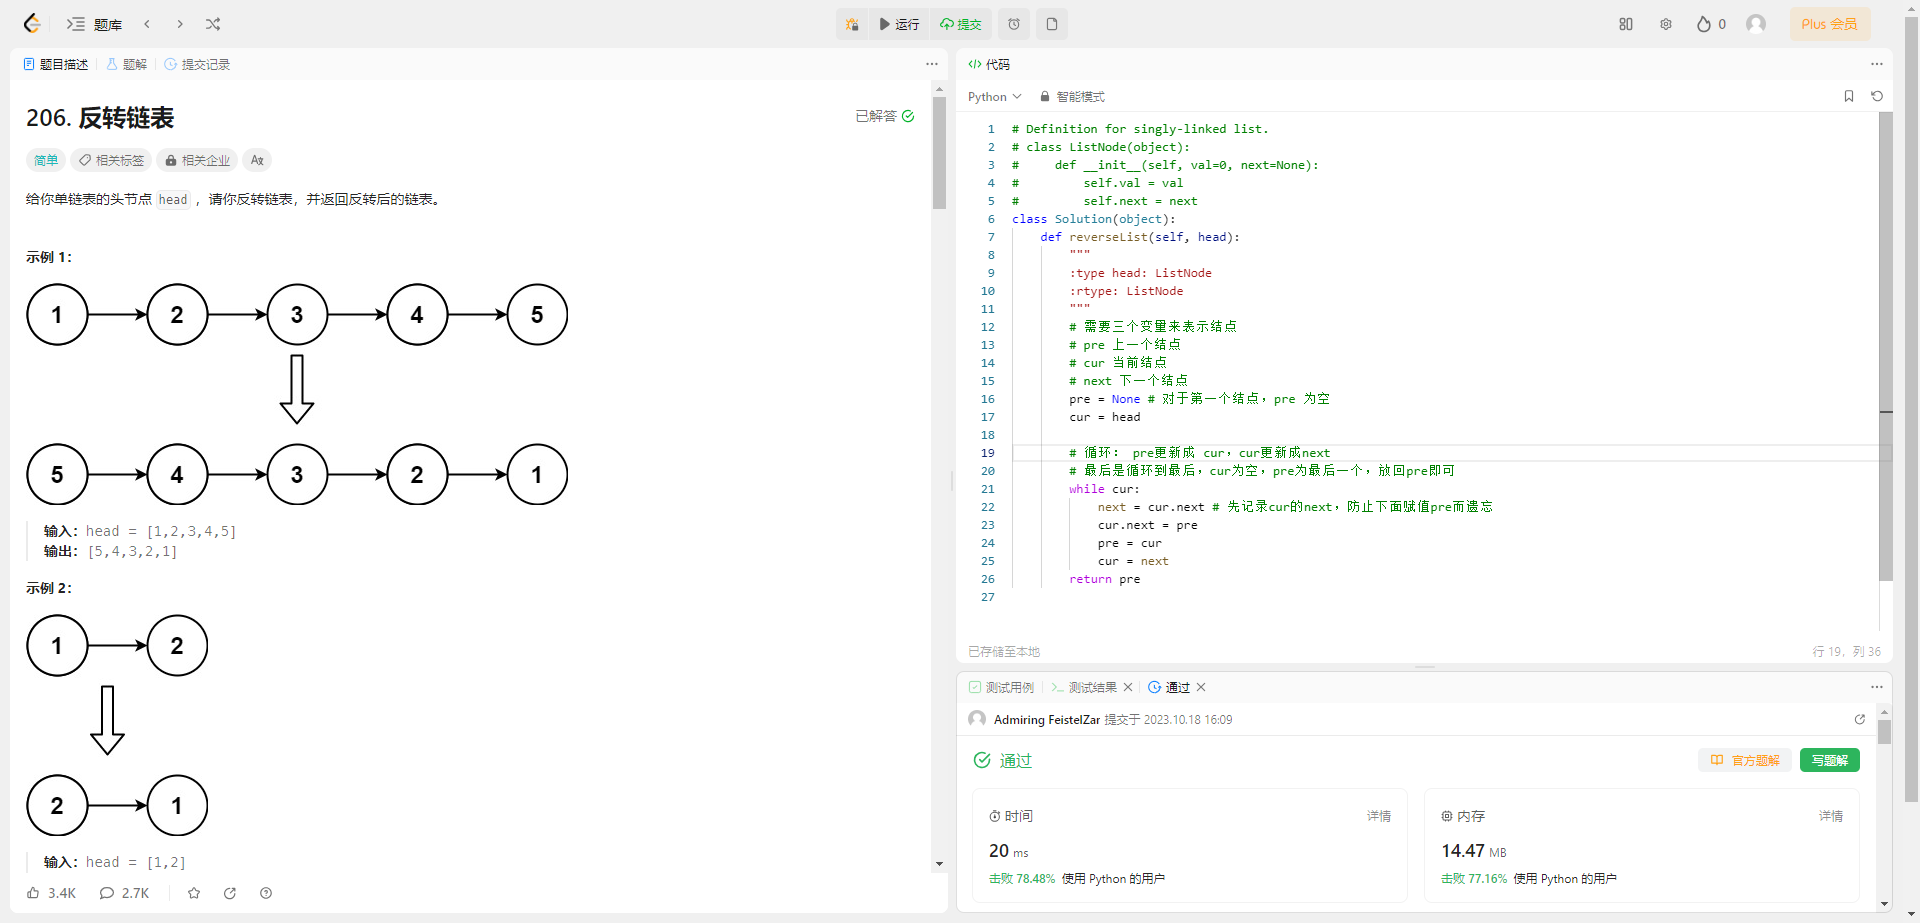 题库
运行
提交
0
Plus 会员
题目描述
题解
提交记录
206. 反转链表
已解答
简单
相关标签
相关企业
给你单链表的头节点 head ，请你反转链表，并返回反转后的链表。
示例 1：
1 2 3 4 5
5 4 3 2 1
输入：head = [1,2,3,4,5]
输出：[5,4,3,2,1]
示例 2：
1 2
2 1
输入：head = [1,2]
3.4K
2.7K
代码
Python
智能模式
1 # Definition for singly-linked list.
2 # class ListNode(object):
3 #     def __init__(self, val=0, next=None):
4 #         self.val = val
5 #         self.next = next
6 class Solution(object):
7     def reverseList(self, head):
8         """
9         :type head: ListNode
10         :rtype: ListNode
11         """
12         # 需要三个变量来表示结点
13         # pre 上一个结点
14         # cur 当前结点
15         # next 下一个结点
16         pre = None # 对于第一个结点，pre 为空
17         cur = head
18
19         # 循环： pre更新成 cur，cur更新成next
20         # 最后是循环到最后，cur为空，pre为最后一个，放回pre即可
21         while cur:
22             next = cur.next # 先记录cur的next，防止下面赋值pre而遗忘
23             cur.next = pre
24             pre = cur
25             cur = next
26         return pre
27
已存储至本地
行 19，列 36
测试用例
测试结果
通过
Admiring FeistelZar 提交于 2023.10.18 16:09
通过
官方题解
写题解
时间
详情
20 ms
击败 78.48% 使用 Python 的用户
内存
详情
14.47 MB
击败 77.16% 使用 Python 的用户